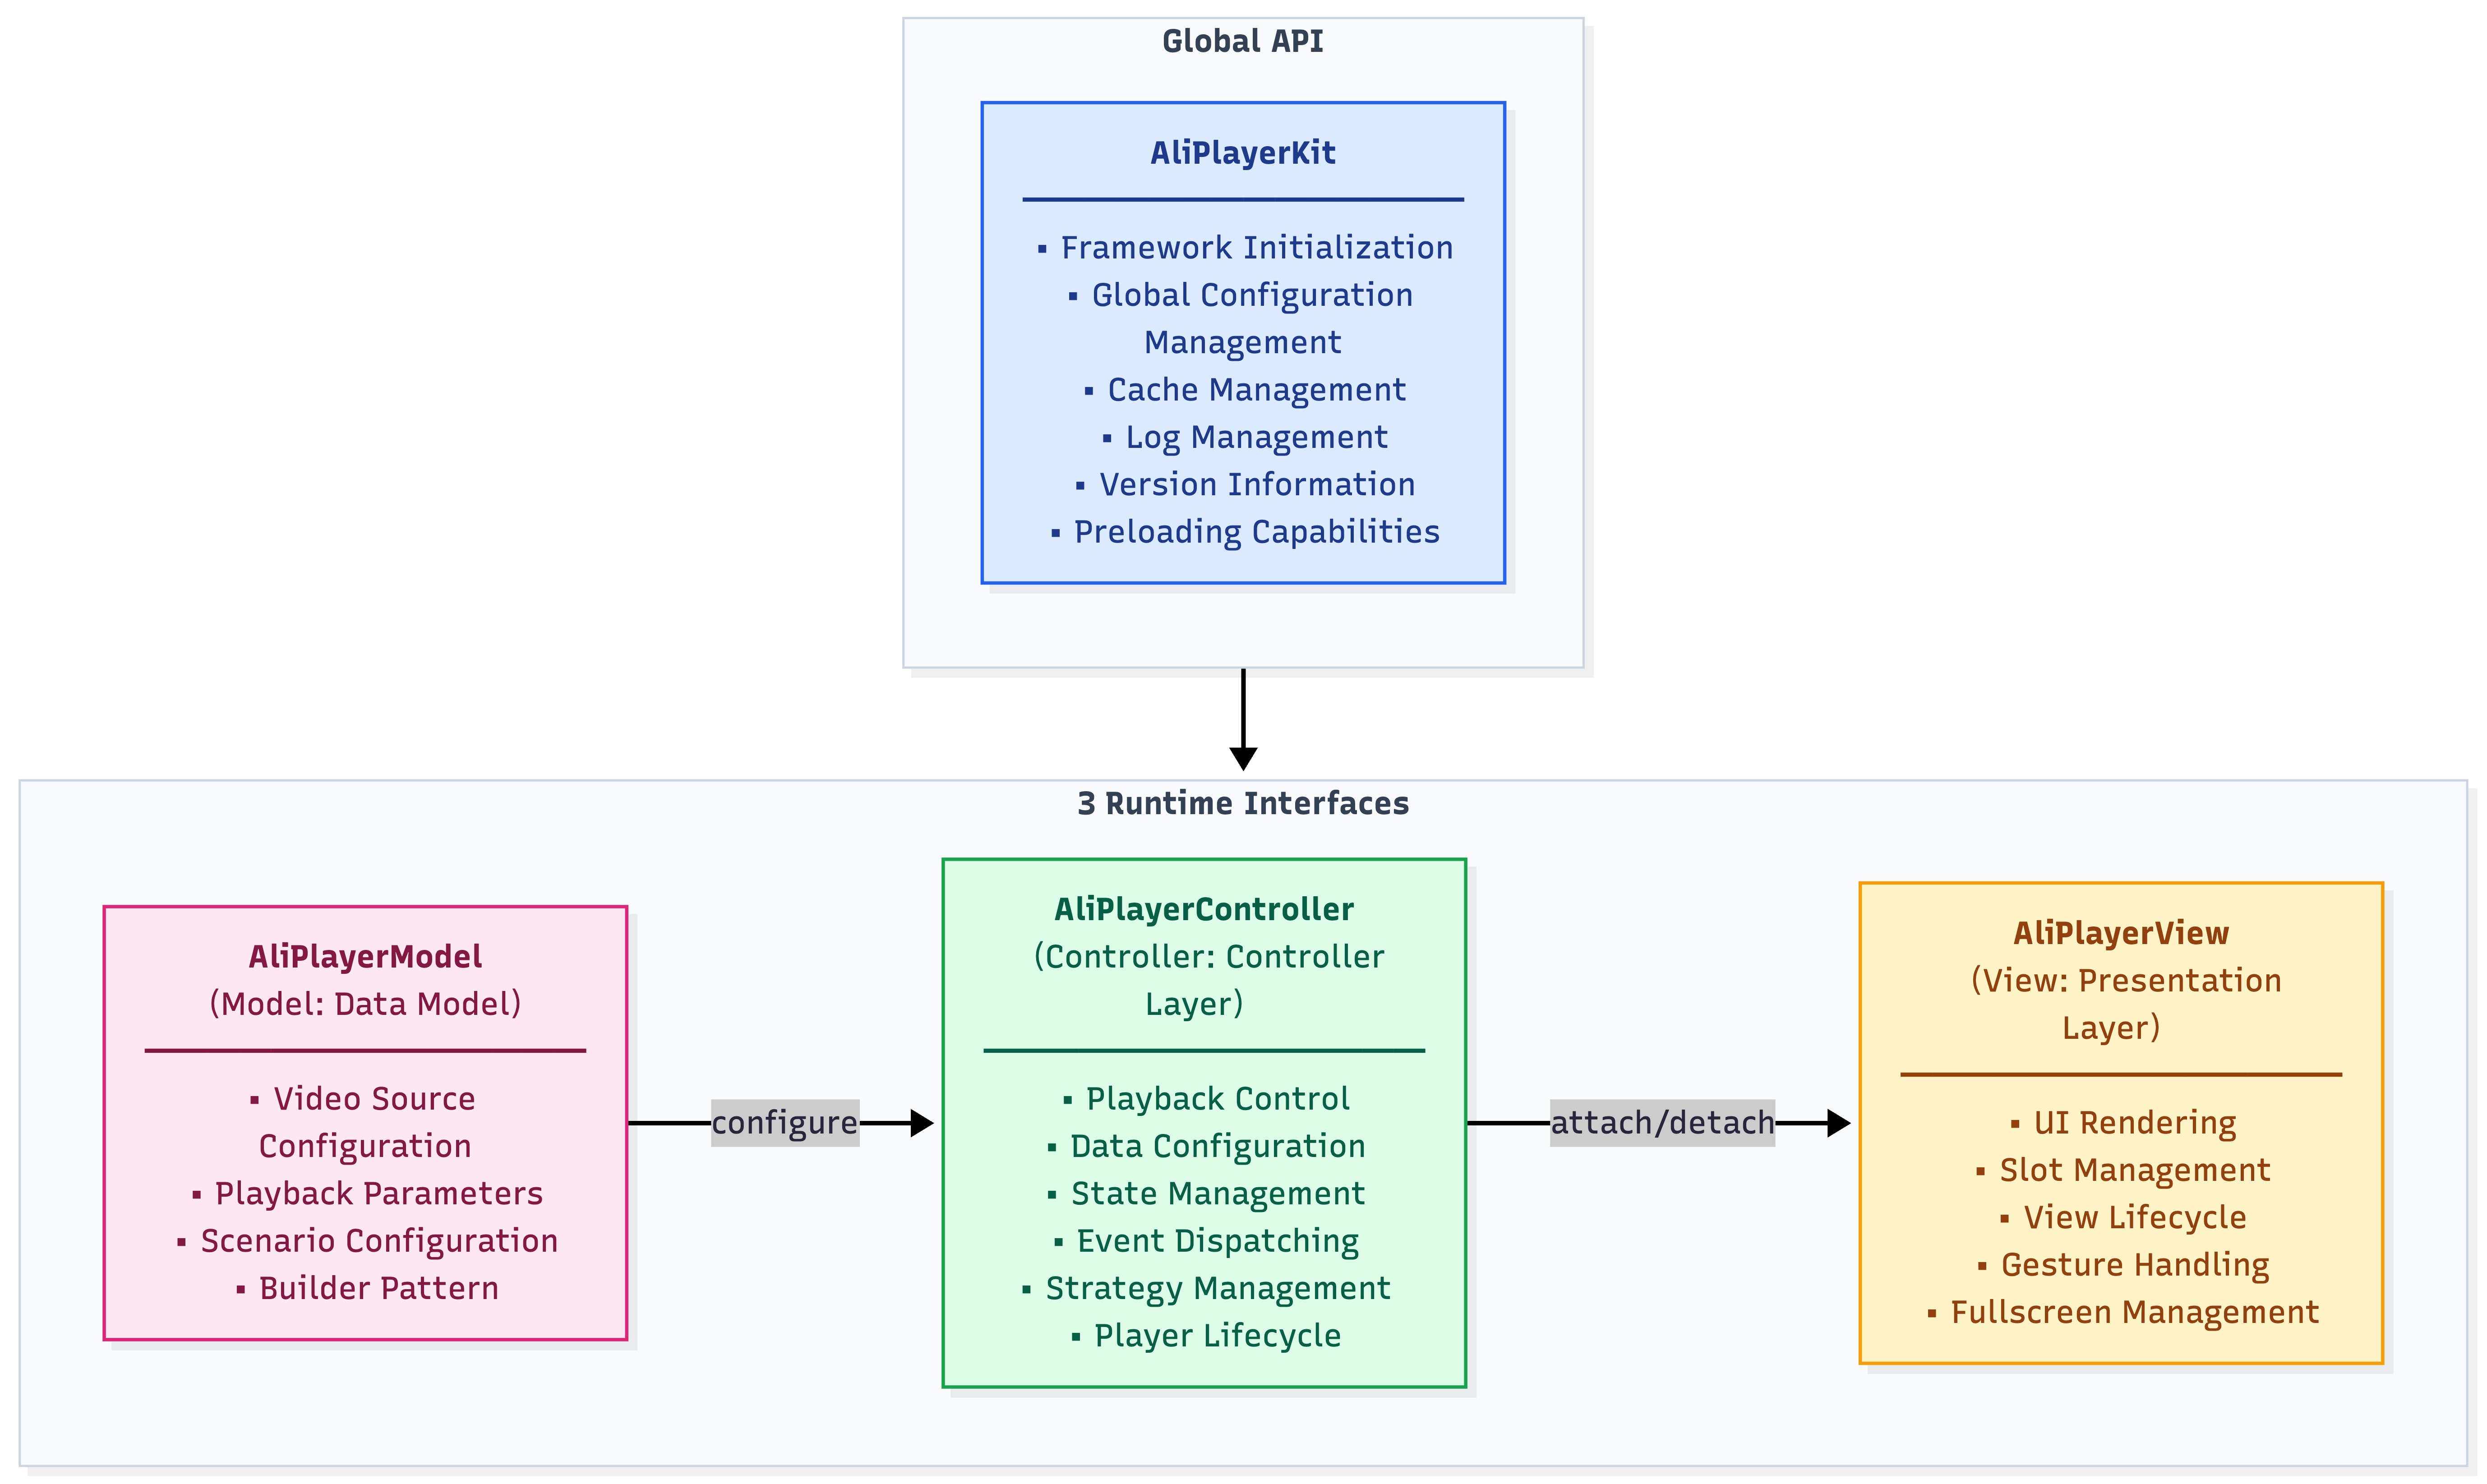 Global API
AliPlayerKit
▪ Framework Initialization
▪ Global Configuration
Management
▪ Cache Management
▪ Log Management
▪ Version Information
▪ Preloading Capabilities
3 Runtime Interfaces
AliPlayerModel
(Model: Data Model)
▪ Video Source
Configuration
▪ Playback Parameters
▪ Scenario Configuration
▪ Builder Pattern
configure
AliPlayerController
(Controller: Controller
Layer)
▪ Playback Control
▪ Data Configuration
▪ State Management
▪ Event Dispatching
▪ Strategy Management
▪ Player Lifecycle
attach/detach
AliPlayerView
(View: Presentation
Layer)
▪ UI Rendering
▪ Slot Management
▪ View Lifecycle
▪ Gesture Handling
▪ Fullscreen Management